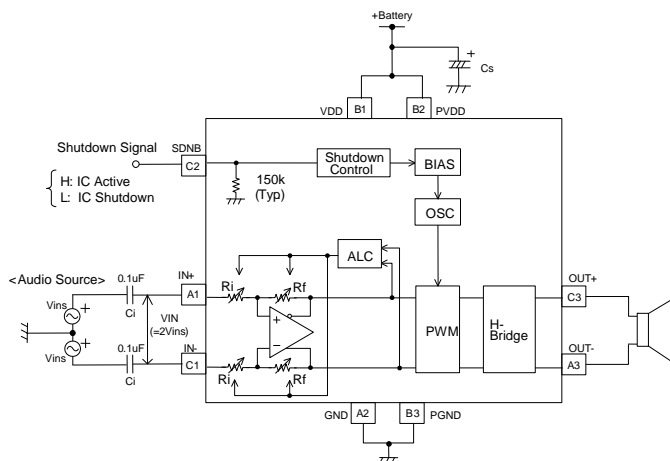 +Battery
+
Cs
VDD B1 B2 PVDD
Shutdown Signal SDNB
C2
H: IC Active
L: IC Shutdown
150k
(Typ)
Shutdown
Control
BIAS
OSC
ALC
<Audio Source>
0.1uF
Ci
IN+
A1
Ri
Rf
OUT+
C3
Vins
+
VIN
(=2Vins)
+
−
PWM
H-
Bridge
+
Vins
0.1uF
Ci
IN-
C1
Ri
Rf
OUT-
A3
GND A2 B3 PGND